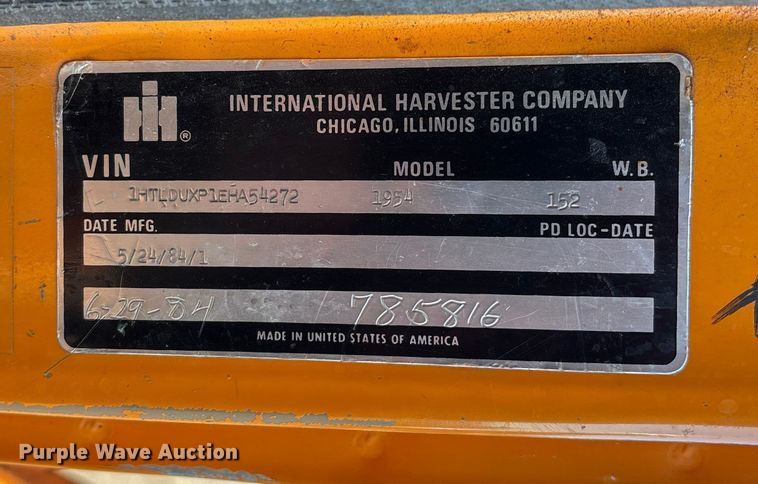 IH ®
INTERNATIONAL HARVESTER COMPANY
CHICAGO, ILLINOIS 60611
VIN MODEL W.B.
1HTLDUXP1EHA54272 1954 152
DATE MFG. PD LOC-DATE
5/24/84/1
6-29-84 785816
MADE IN UNITED STATES OF AMERICA
Purple Wave Auction